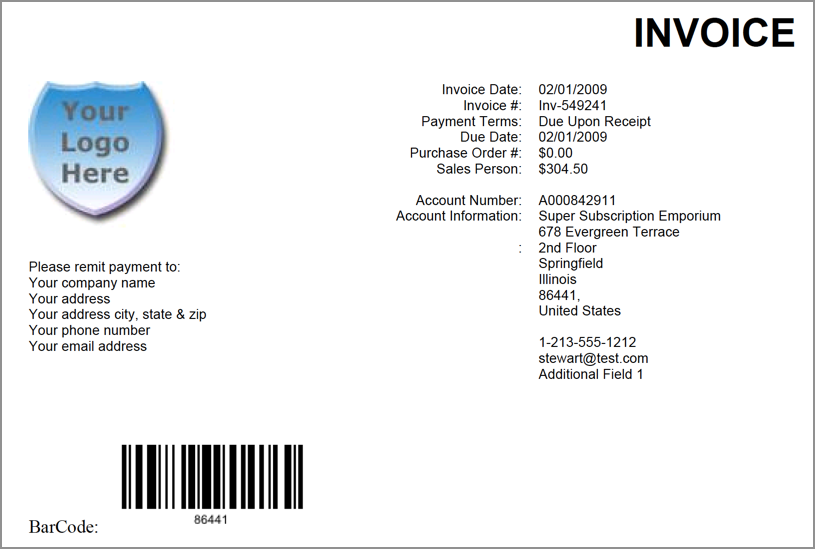 INVOICE
Your
Logo
Here
Invoice Date: 02/01/2009
Invoice #: Inv-549241
Payment Terms: Due Upon Receipt
Due Date: 02/01/2009
Purchase Order #: $0.00
Sales Person: $304.50
Account Number: A000842911
Account Information: Super Subscription Emporium
678 Evergreen Terrace
: 2nd Floor
Springfield
Illinois
86441,
United States
1-213-555-1212
stewart@test.com
Additional Field 1
Please remit payment to:
Your company name
Your address
Your address city, state & zip
Your phone number
Your email address
86441
BarCode: